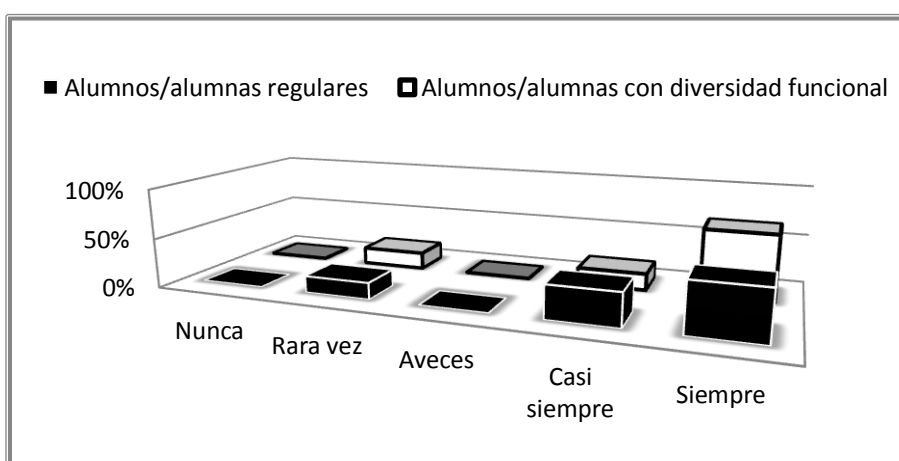 Alumnos/alumnas regulares
Alumnos/alumnas con diversidad funcional
100%
50%
0%
Nunca
Rara vez
Aveces
Casi
siempre
Siempre